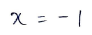 x = - 1